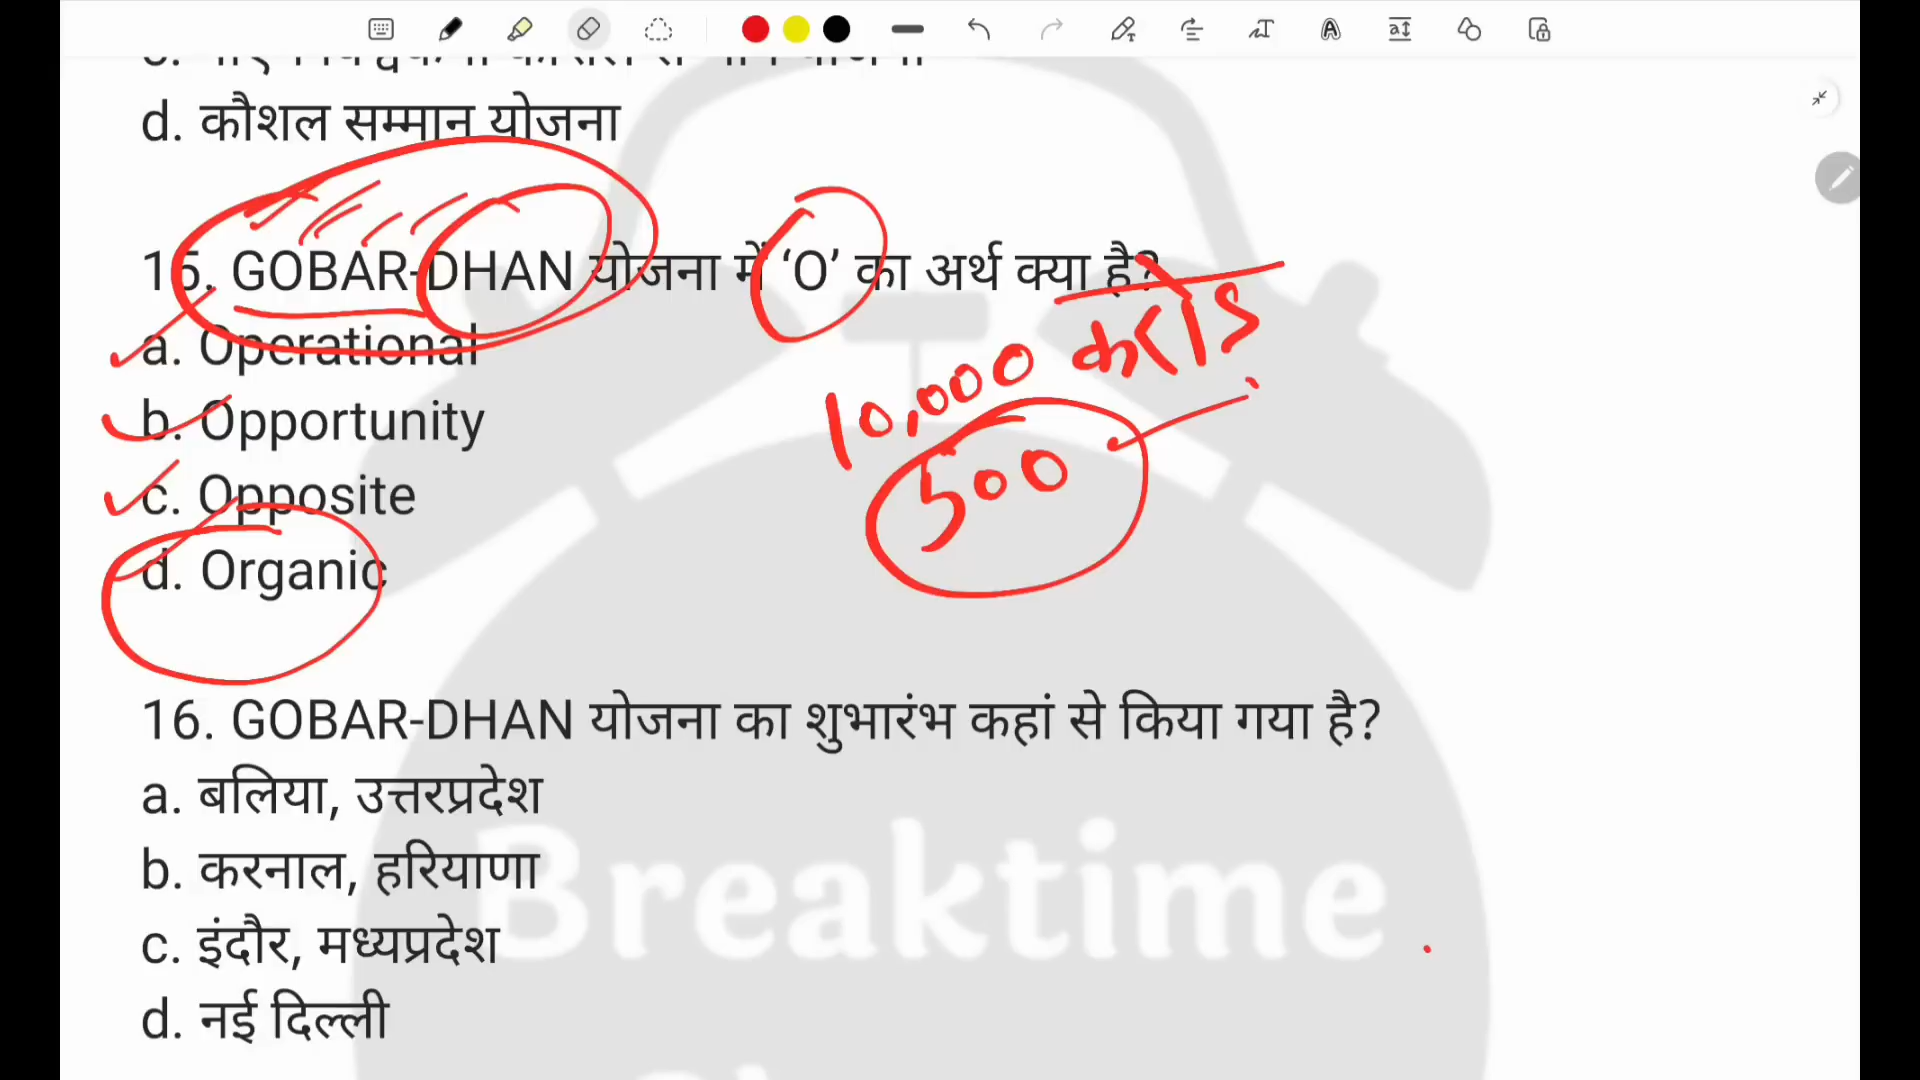 d. कौशल सम्मान योजना
15. GOBAR-DHAN योजना में ‘O’ का अर्थ क्या है?
a. Operational
b. Opportunity
c. Opposite
d. Organic
10,000 करोड़
500
16. GOBAR-DHAN योजना का शुभारंभ कहां से किया गया है?
a. बलिया, उत्तरप्रदेश
b. करनाल, हरियाणा
c. इंदौर, मध्यप्रदेश
d. नई दिल्ली
Breaktime